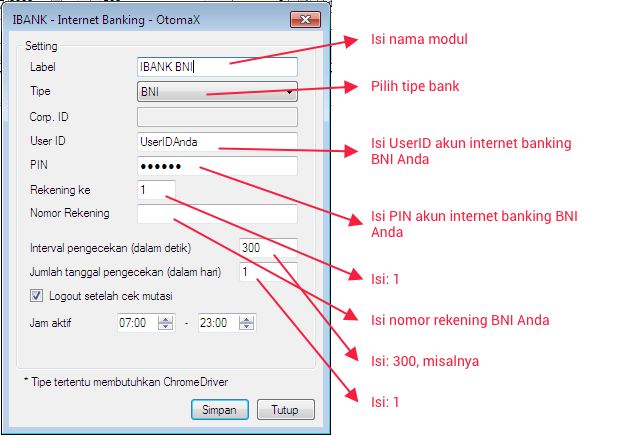 IBANK - Internet Banking - OtomaX
Setting
Label
IBANK BNI
Isi nama modul
Tipe
BNI
Pilih tipe bank
Corp. ID
User ID
UserIDAnda
Isi UserID akun internet banking
BNI Anda
PIN
••••••
Isi PIN akun internet banking BNI
Anda
Rekening ke
1
Isi: 1
Nomor Rekening
Isi nomor rekening BNI Anda
Interval pengecekan (dalam detik)
300
Isi: 300, misalnya
Jumlah tanggal pengecekan (dalam hari)
1
Isi: 1
Logout setelah cek mutasi
Jam aktif
07:00
-
23:00
* Tipe tertentu membutuhkan ChromeDriver
Simpan
Tutup